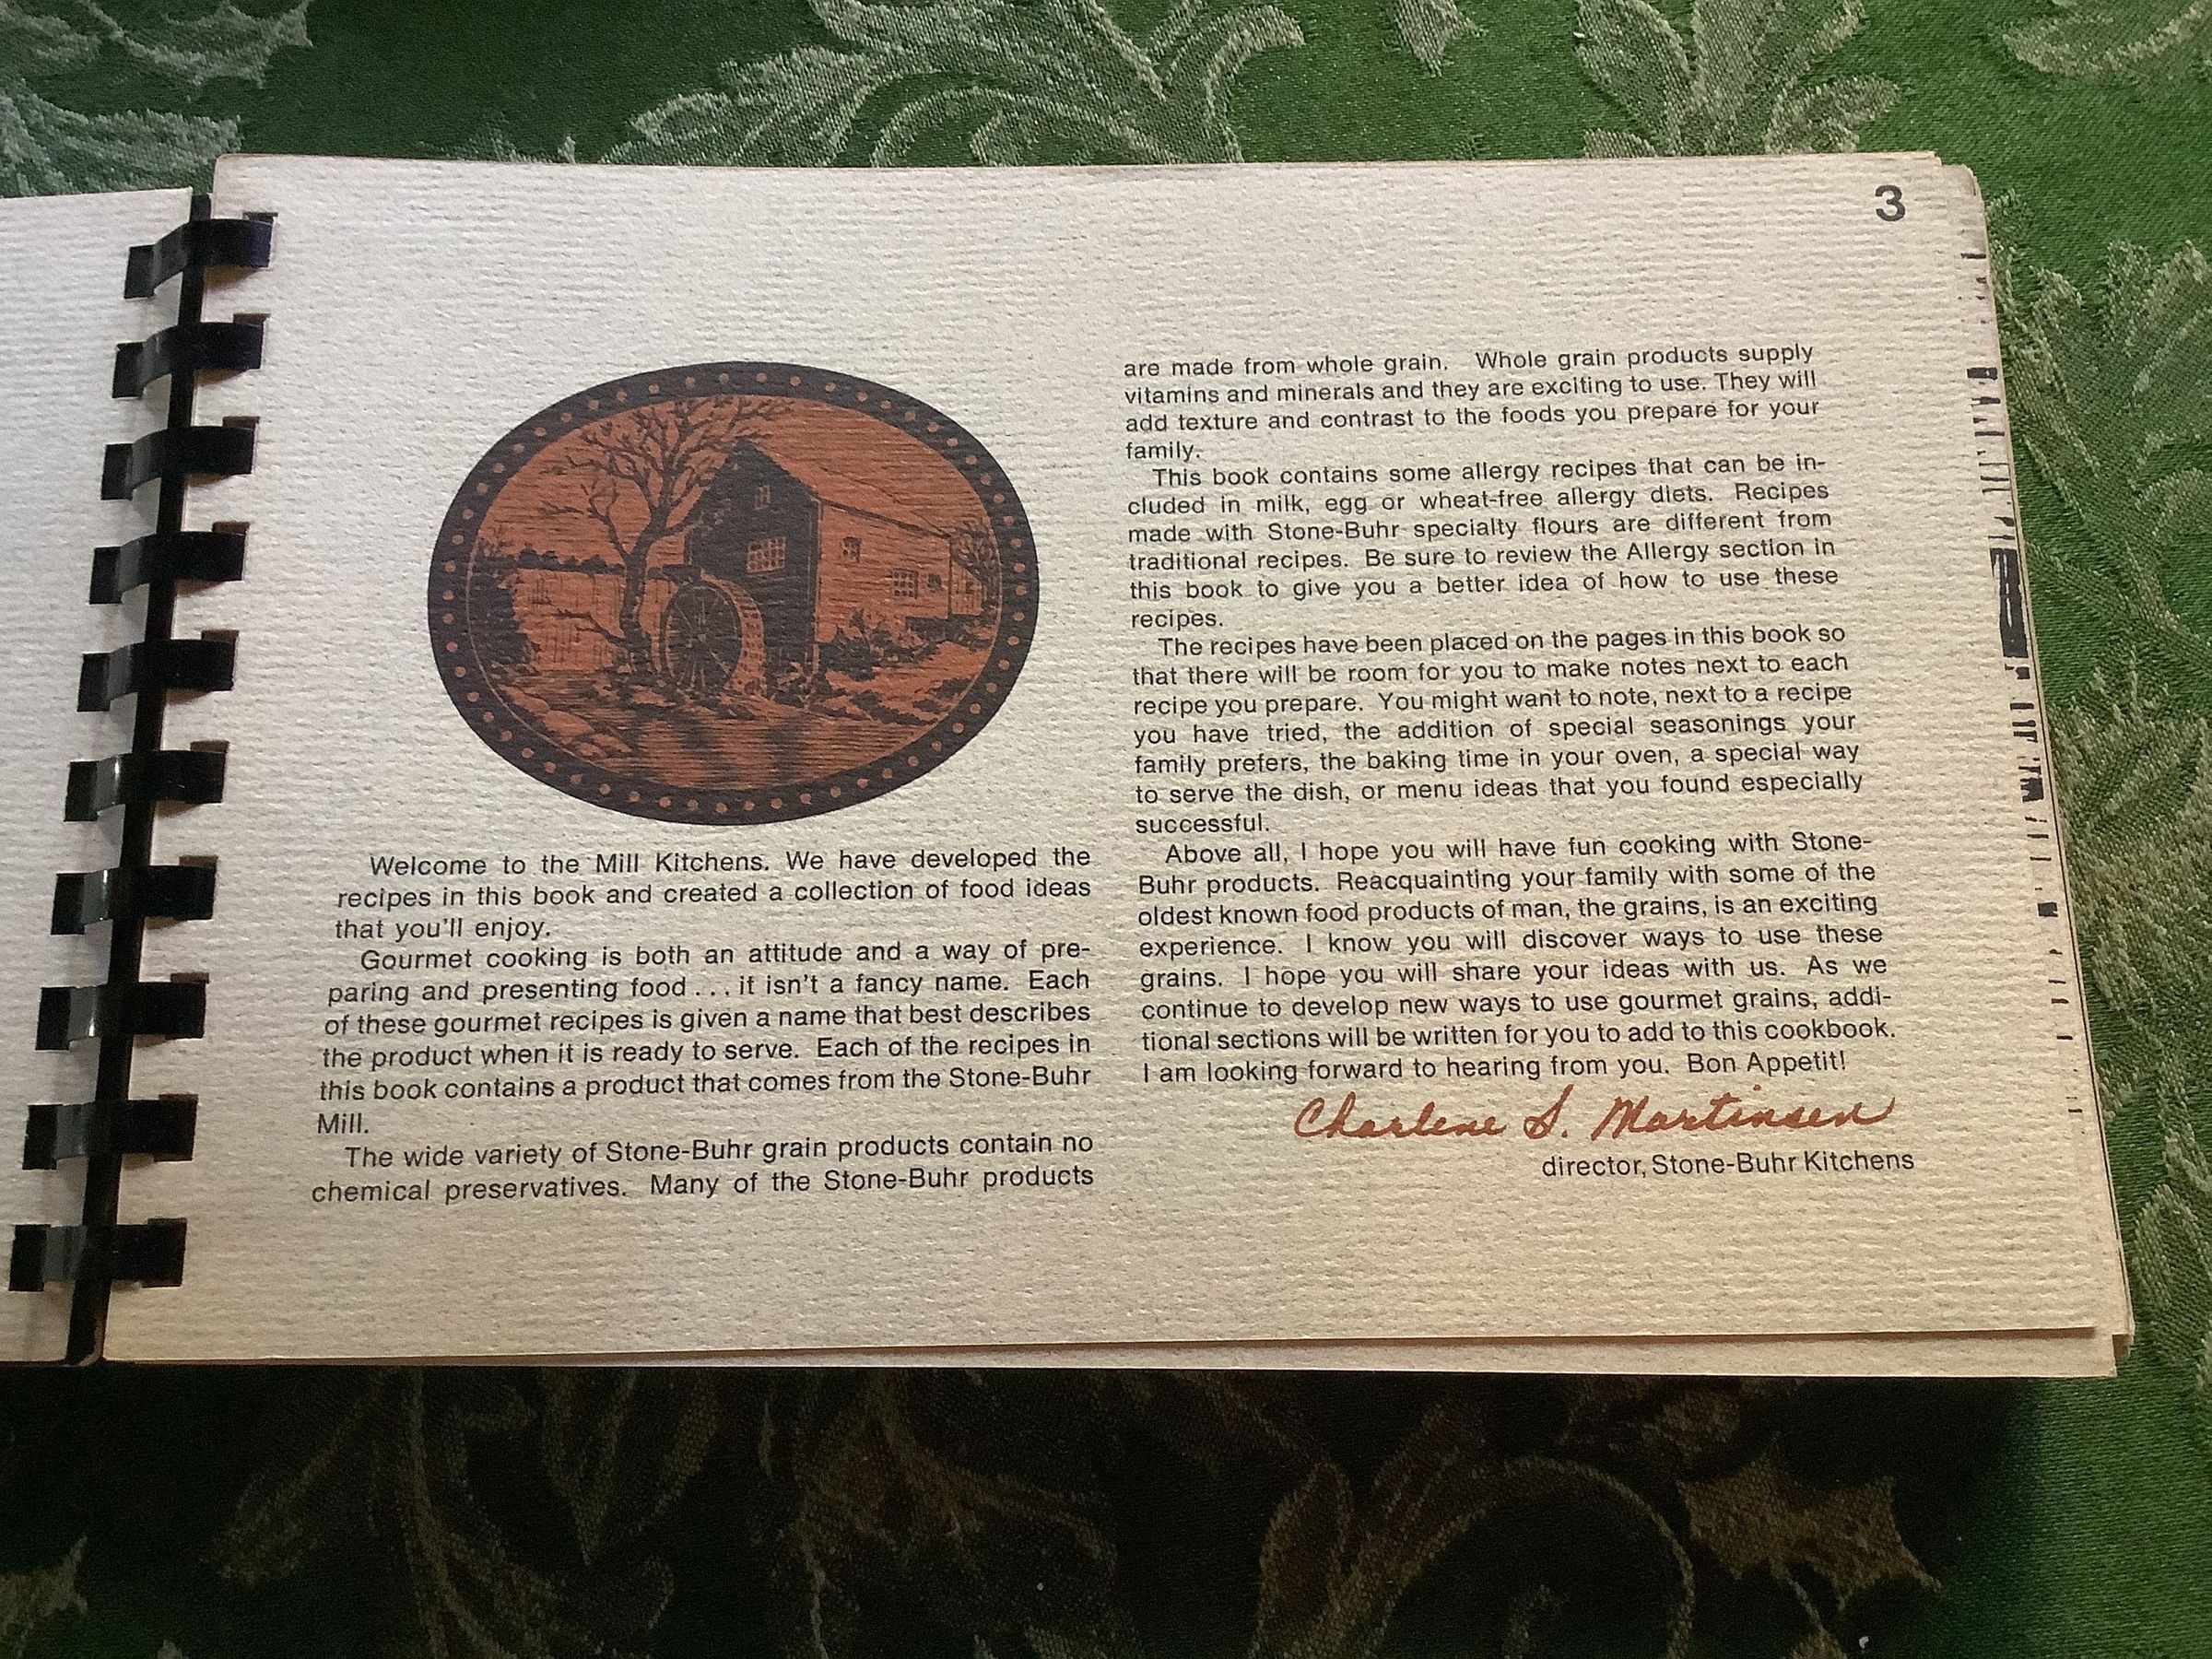 3
Welcome to the Mill Kitchens. We have developed the
recipes in this book and created a collection of food ideas
that you'll enjoy.
Gourmet cooking is both an attitude and a way of pre-
paring and presenting food . . . it isn't a fancy name. Each
of these gourmet recipes is given a name that best describes
the product when it is ready to serve. Each of the recipes in
this book contains a product that comes from the Stone-Buhr
Mill.
The wide variety of Stone-Buhr grain products contain no
chemical preservatives. Many of the Stone-Buhr products
are made from whole grain. Whole grain products supply
vitamins and minerals and they are exciting to use. They will
add texture and contrast to the foods you prepare for your
family.
This book contains some allergy recipes that can be in-
cluded in milk, egg or wheat-free allergy diets. Recipes
made with Stone-Buhr specialty flours are different from
traditional recipes. Be sure to review the Allergy section in
this book to give you a better idea of how to use these
recipes.
The recipes have been placed on the pages in this book so
that there will be room for you to make notes next to each
recipe you prepare. You might want to note, next to a recipe
you have tried, the addition of special seasonings your
family prefers, the baking time in your oven, a special way
to serve the dish, or menu ideas that you found especially
successful.
Above all, I hope you will have fun cooking with Stone-
Buhr products. Reacquainting your family with some of the
oldest known food products of man, the grains, is an exciting
experience. I know you will discover ways to use these
grains. I hope you will share your ideas with us. As we
continue to develop new ways to use gourmet grains, addi-
tional sections will be written for you to add to this cookbook.
I am looking forward to hearing from you. Bon Appetit!
Charlene S. Martinsen
director, Stone-Buhr Kitchens